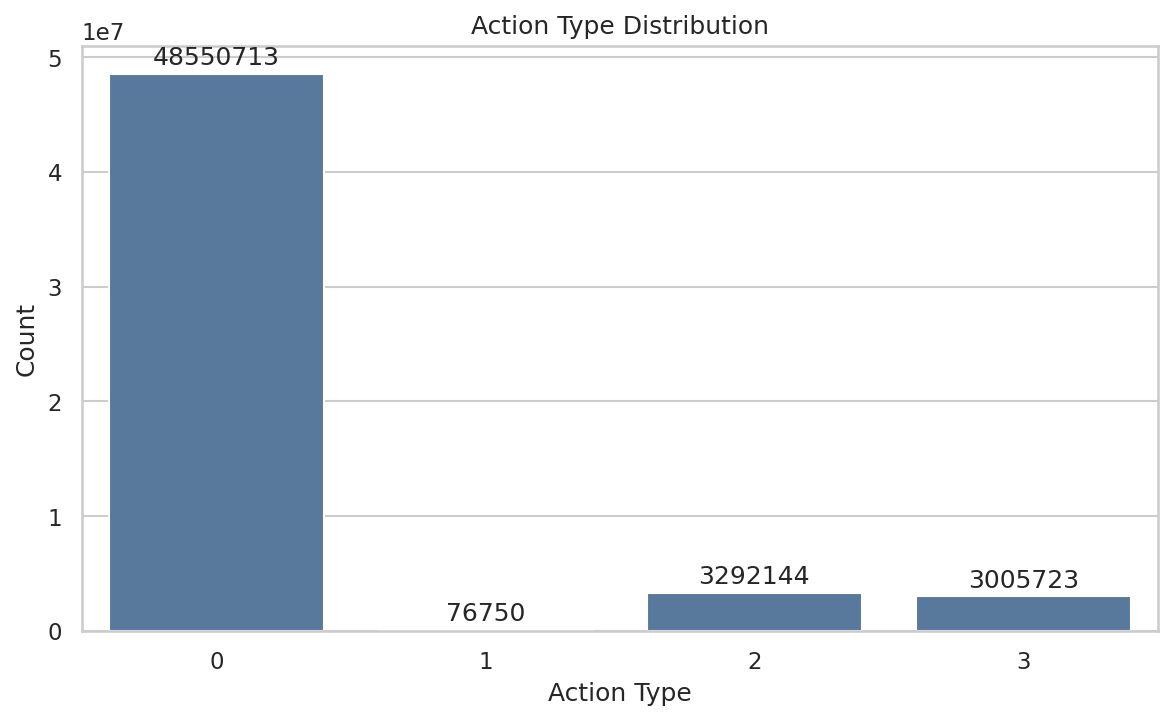 Action Type Distribution
1e7
48550713
5
4
3
2
1
0
Count
76750
3292144
3005723
0 1 2 3
Action Type